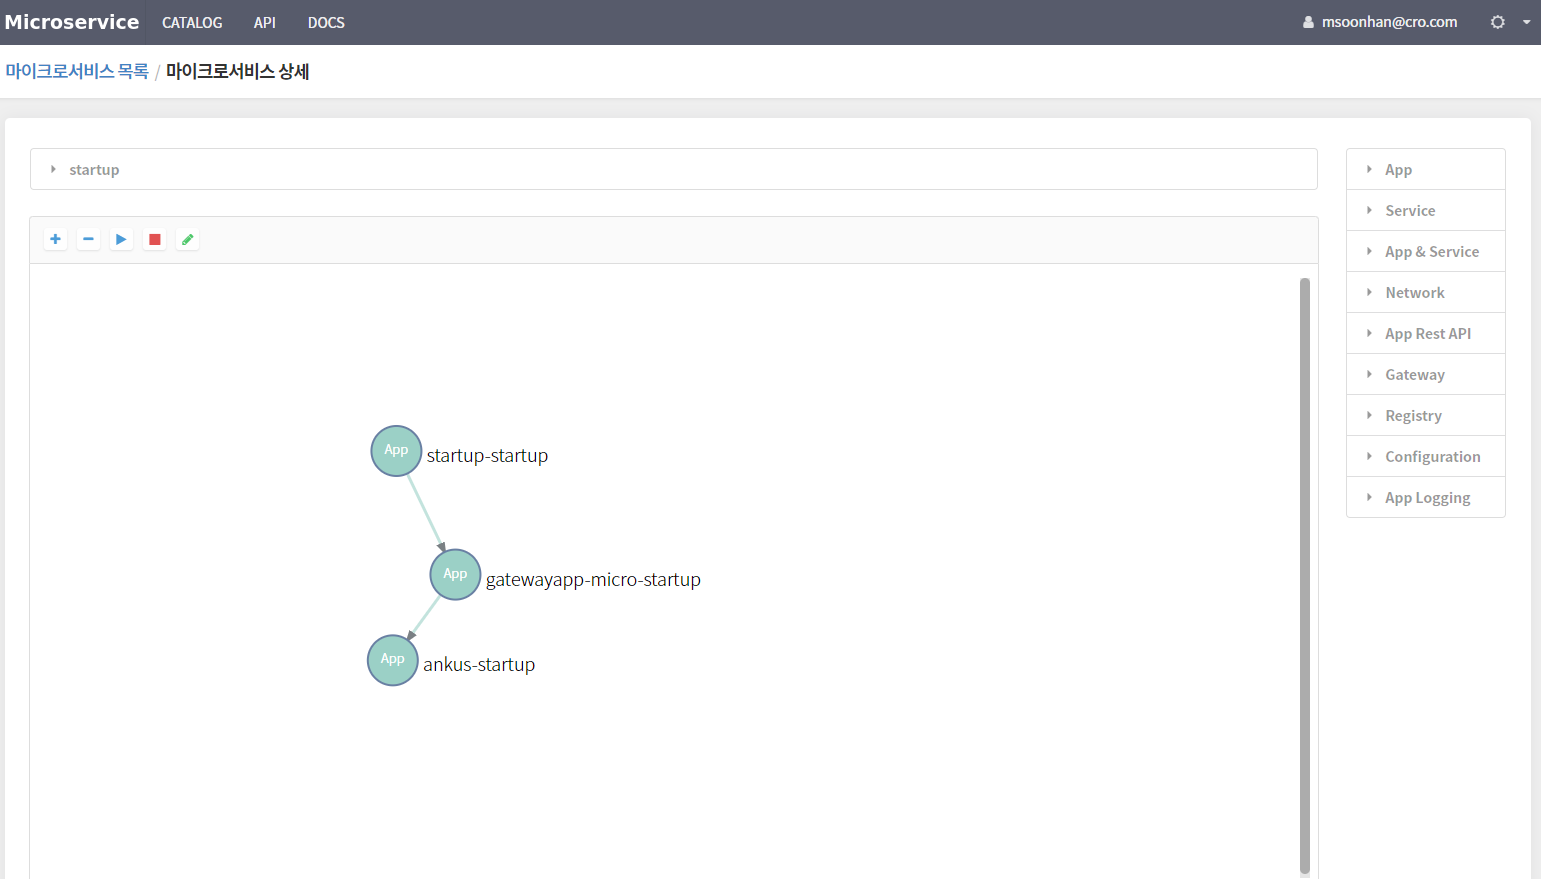 Microservice CATALOG API DOCS msoonhan@cro.com
마이크로서비스 목록 / 마이크로서비스 상세
startup
App
Service
App & Service
Network
App Rest API
Gateway
Registry
Configuration
App Logging
App startup-startup
App gatewayapp-micro-startup
App ankus-startup